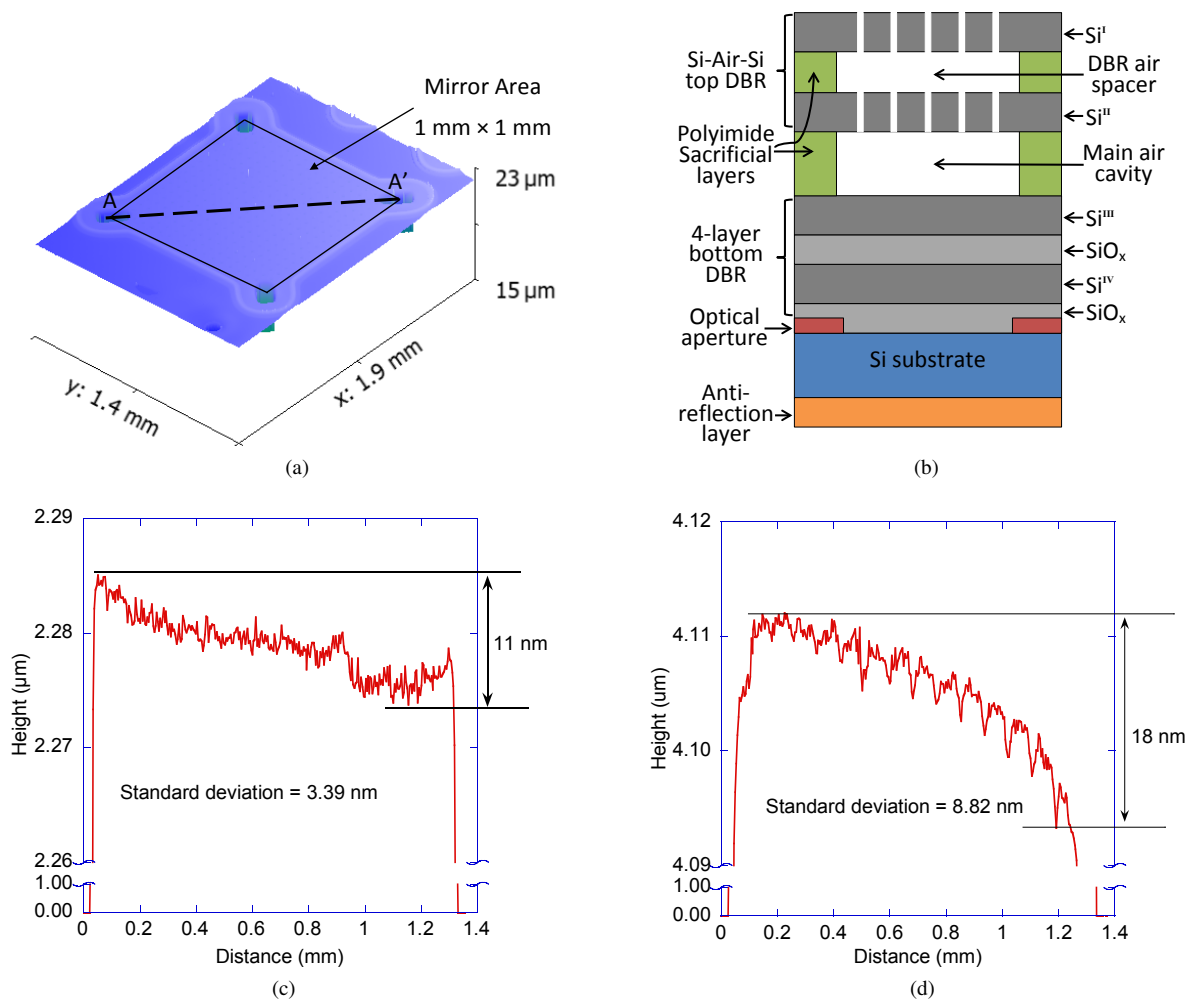 Mirror Area
1 mm × 1 mm
A
A’
23 µm
15 µm
y: 1.4 mm
x: 1.9 mm
(a)
Si-Air-Si
top DBR
Polyimide
Sacrificial
layers
4-layer
bottom
DBR
Optical
aperture
Anti-
reflection
layer
Si substrate
Si^I
DBR air
spacer
Si^II
Main air
cavity
Si^III
SiO_x
Si^IV
SiO_x
(b)
2.29
2.28
2.27
2.26
1.00
0.00
Height (µm)
11 nm
Standard deviation = 3.39 nm
0 0.2 0.4 0.6 0.8 1 1.2 1.4
Distance (mm)
(c)
4.12
4.11
4.10
4.09
1.00
0.00
Height (um)
18 nm
Standard deviation = 8.82 nm
0 0.2 0.4 0.6 0.8 1 1.2 1.4
Distance (mm)
(d)